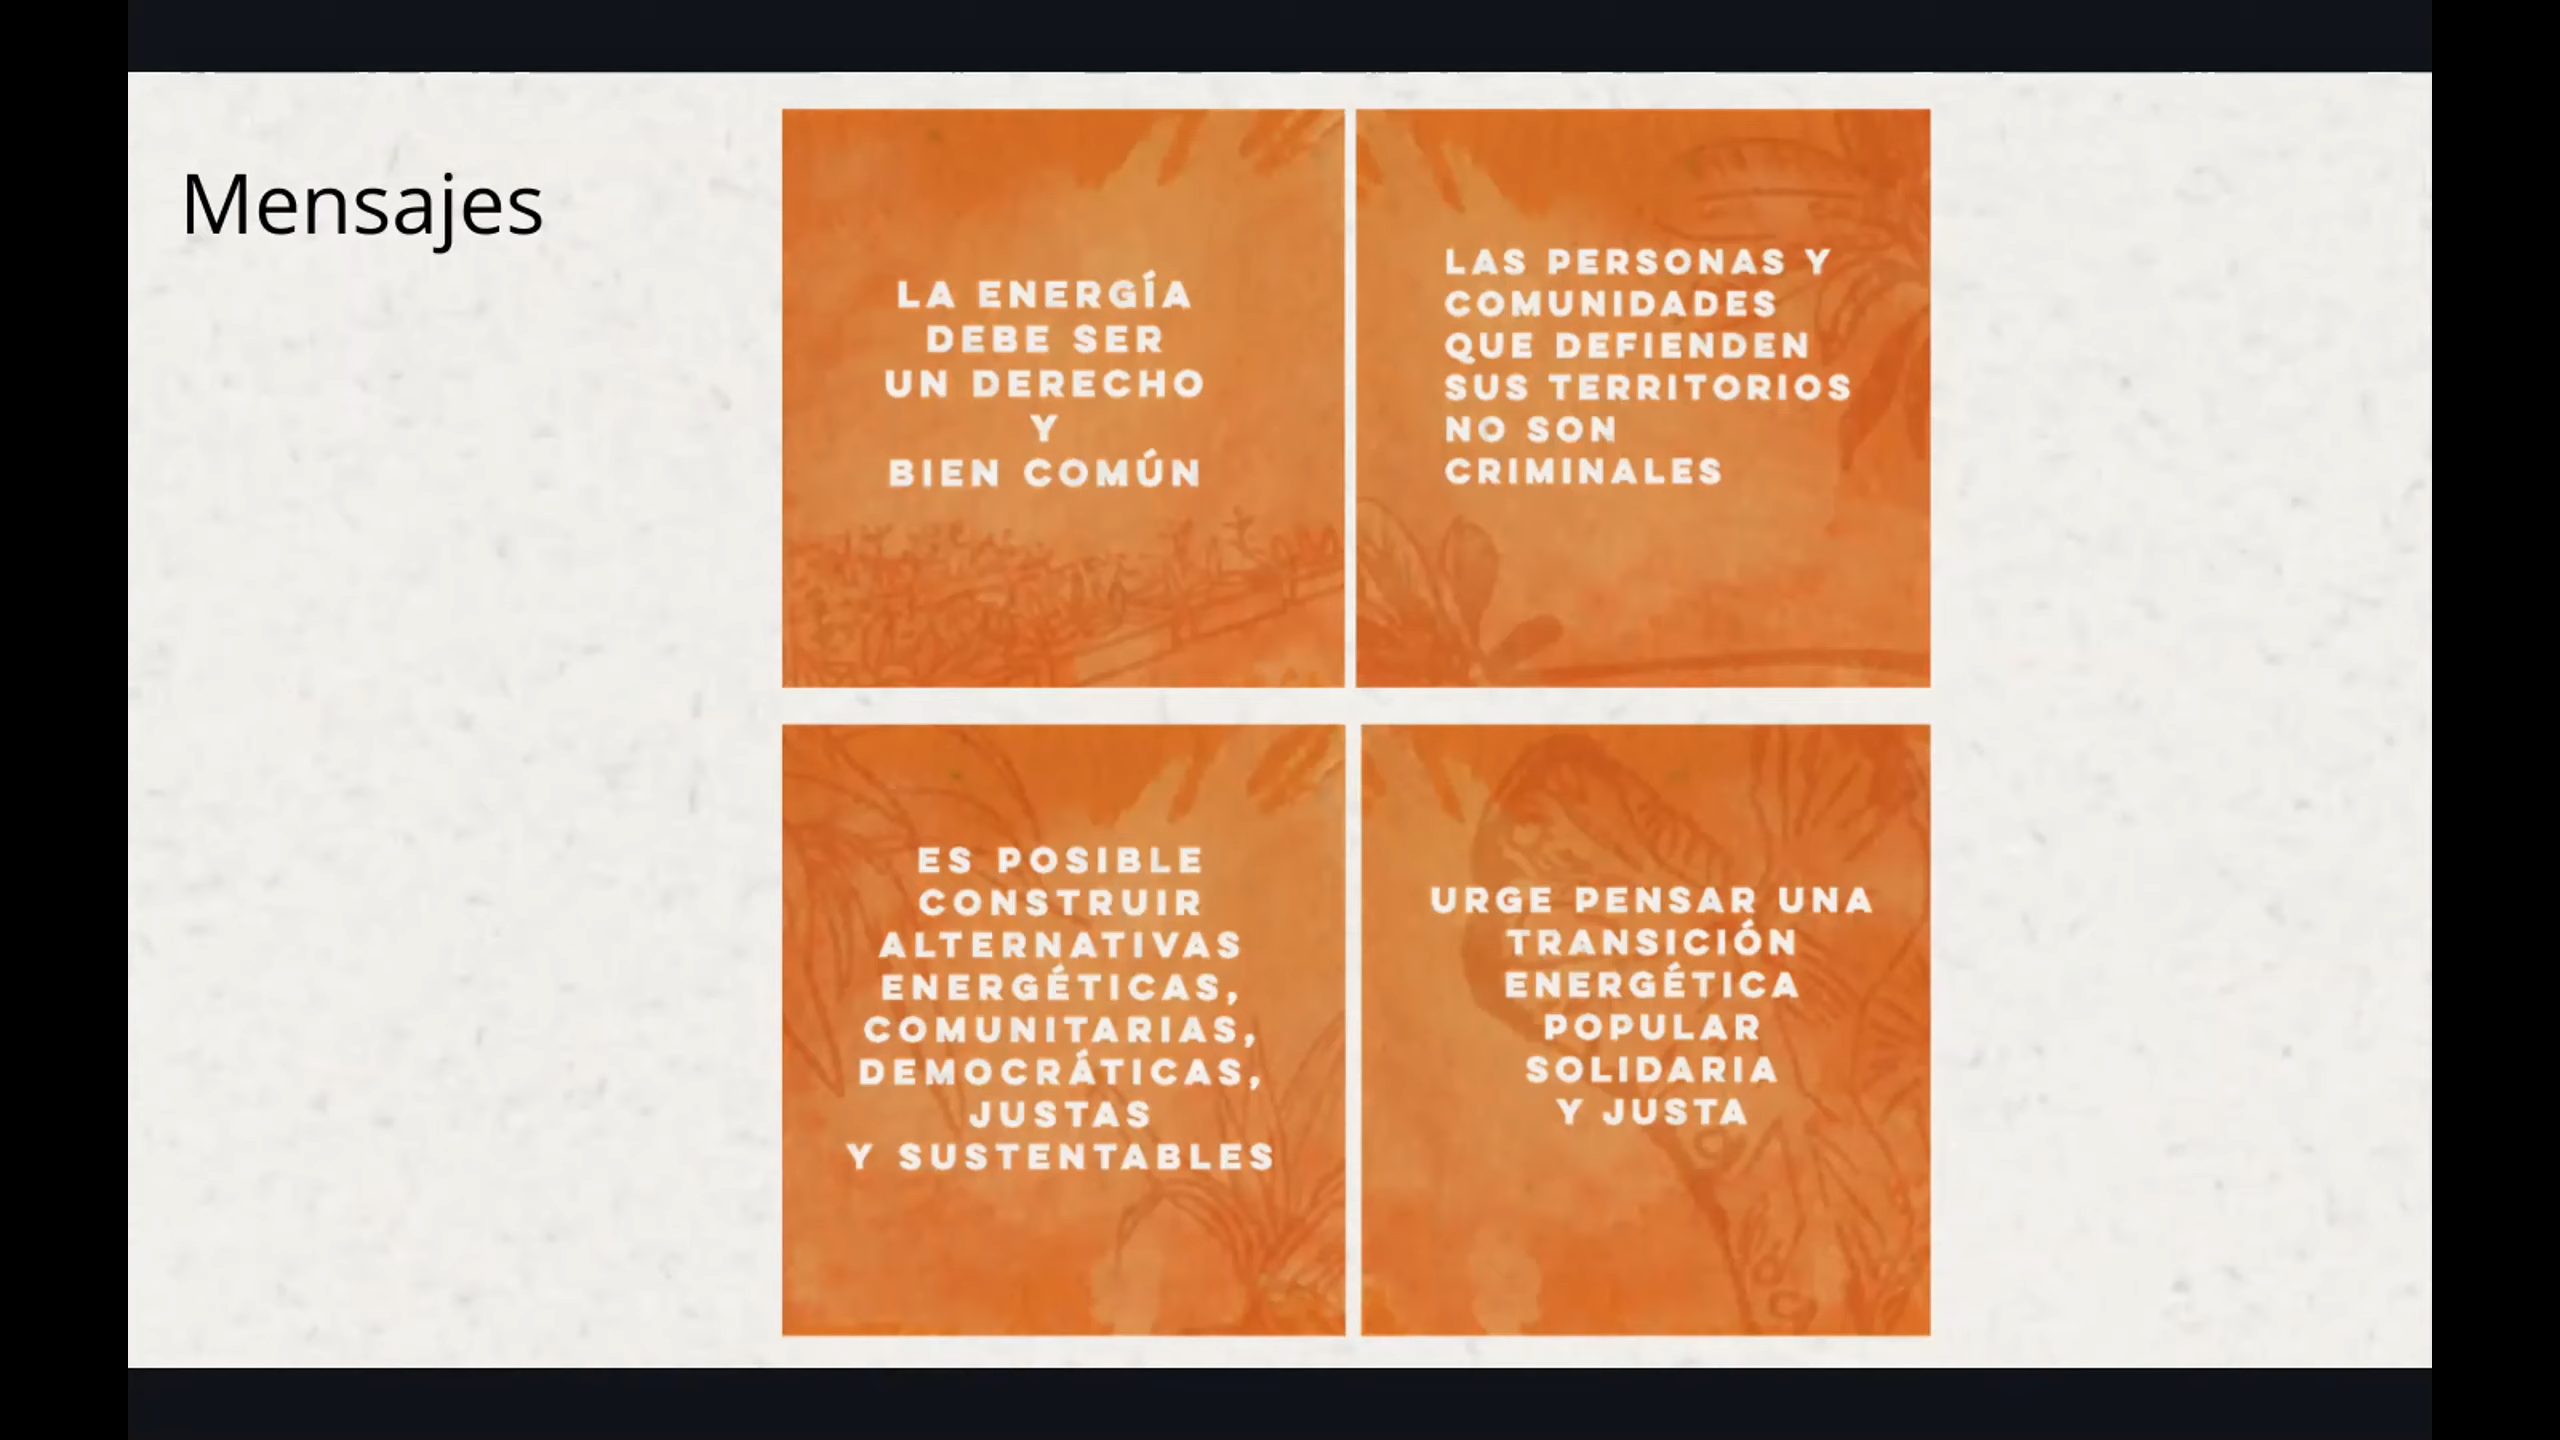 Mensajes
LA ENERGÍA
DEBE SER
UN DERECHO
Y
BIEN COMÚN
LAS PERSONAS Y
COMUNIDADES
QUE DEFIENDEN
SUS TERRITORIOS
NO SON
CRIMINALES
ES POSIBLE
CONSTRUIR
ALTERNATIVAS
ENERGÉTICAS,
COMUNITARIAS,
DEMOCRÁTICAS,
JUSTAS
Y SUSTENTABLES
URGE PENSAR UNA
TRANSICIÓN
ENERGÉTICA
POPULAR
SOLIDARIA
Y JUSTA